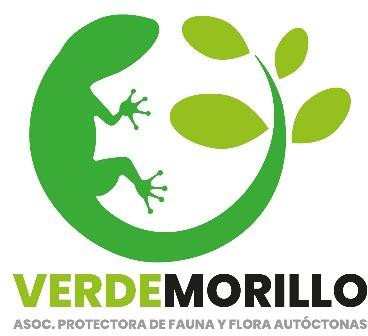 VERDEMORILLO
ASOC. PROTECTORA DE FAUNA Y FLORA AUTÓCTONAS